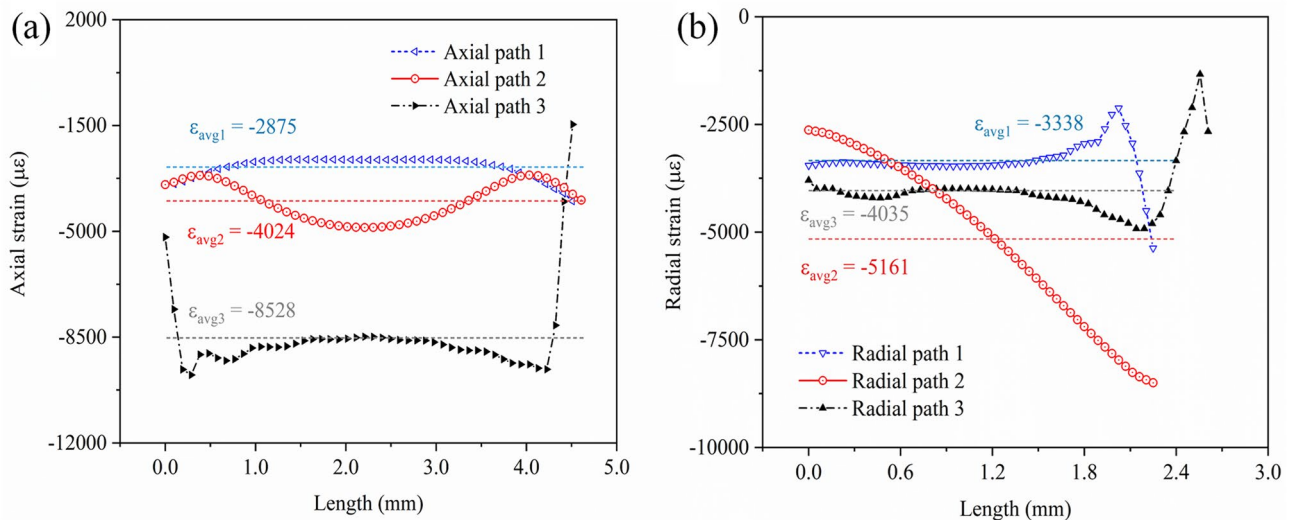 (a)
2000
-1500
-5000
-8500
-12000
Axial strain (με)
Axial path 1
Axial path 2
Axial path 3
εavg1 = -2875
εavg2 = -4024
εavg3 = -8528
0.0 1.0 2.0 3.0 4.0 5.0
Length (mm)
(b)
0
-2500
-5000
-7500
-10000
Radial strain (με)
εavg1 = -3338
εavg3 = -4035
εavg2 = -5161
Radial path 1
Radial path 2
Radial path 3
0.0 0.6 1.2 1.8 2.4 3.0
Length (mm)